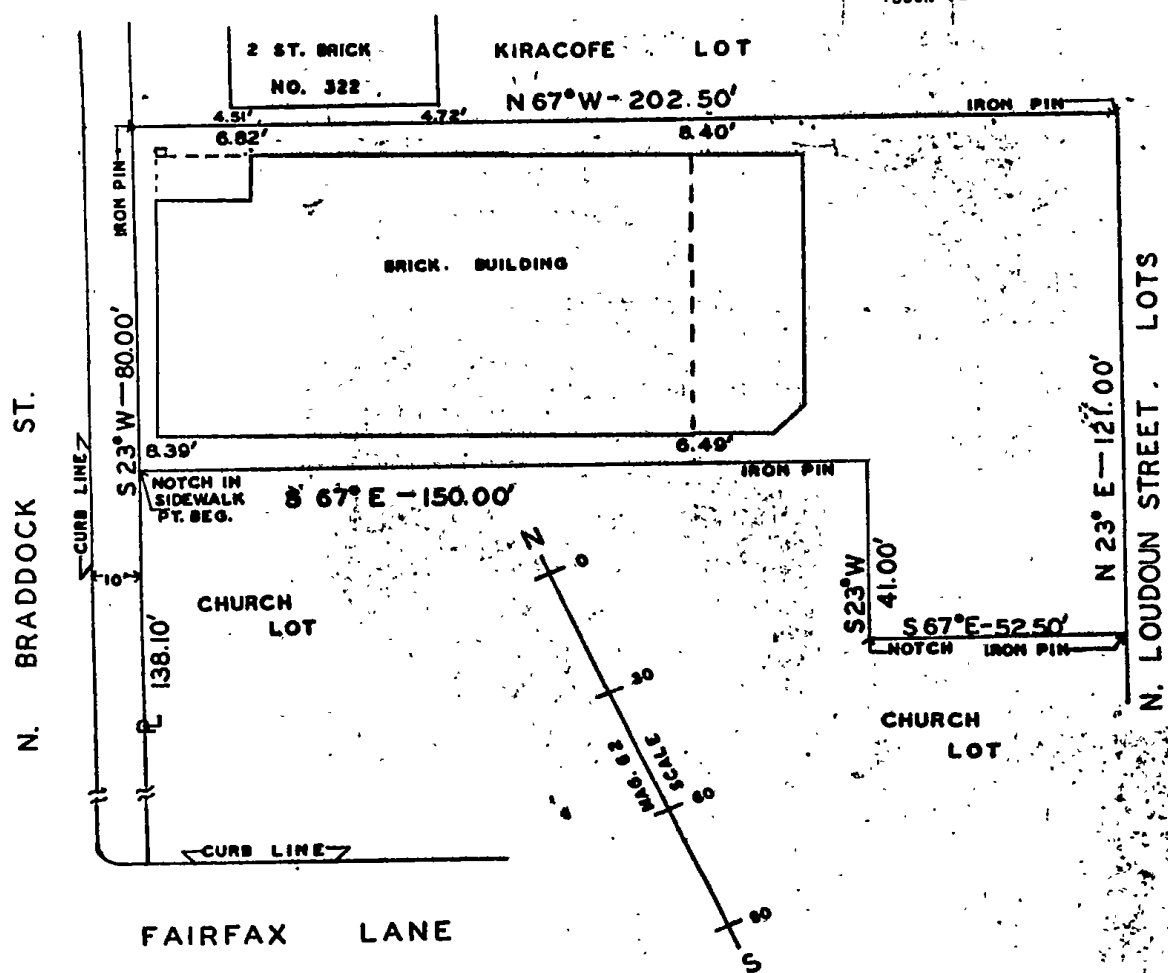 2 ST. BRICK
NO. 322
KIRACOFE LOT
N 67° W - 202.50'
IRON PIN
4.51'
4.72'
6.82'
8.40'
IRON PIN
BRICK. BUILDING
S 23° W — 80.00'
N. BRADDOCK ST.
CURB LINE
8.39'
6.49'
IRON PIN
NOTCH IN
SIDEWALK
PT. BEG.
S 67° E - 150.00'
N 23° E — 121.00'
N. LOUDOUN STREET LOTS
10'
CHURCH
LOT
138.10'
N
0
30
60
90
MAG. 62
SCALE
S
S 23° W
41.00'
S 67° E - 52.50'
NOTCH
IRON PIN
CHURCH
LOT
CURB LINE
FAIRFAX LANE